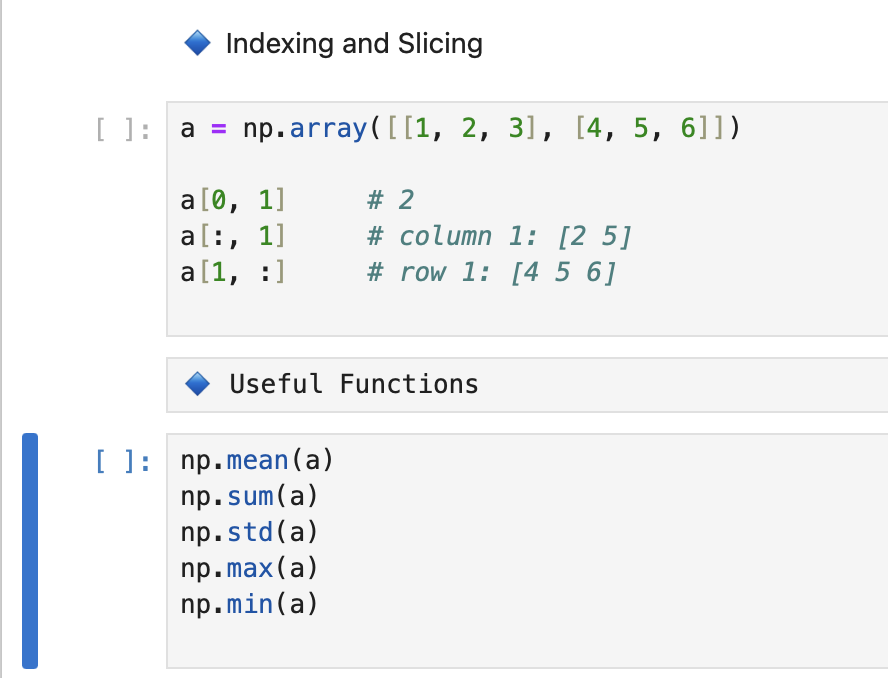 🔹 Indexing and Slicing
[ ]: a = np.array([[1, 2, 3], [4, 5, 6]])
a[0, 1]     # 2
a[:, 1]     # column 1: [2 5]
a[1, :]     # row 1: [4 5 6]
🔹 Useful Functions
[ ]: np.mean(a)
np.sum(a)
np.std(a)
np.max(a)
np.min(a)